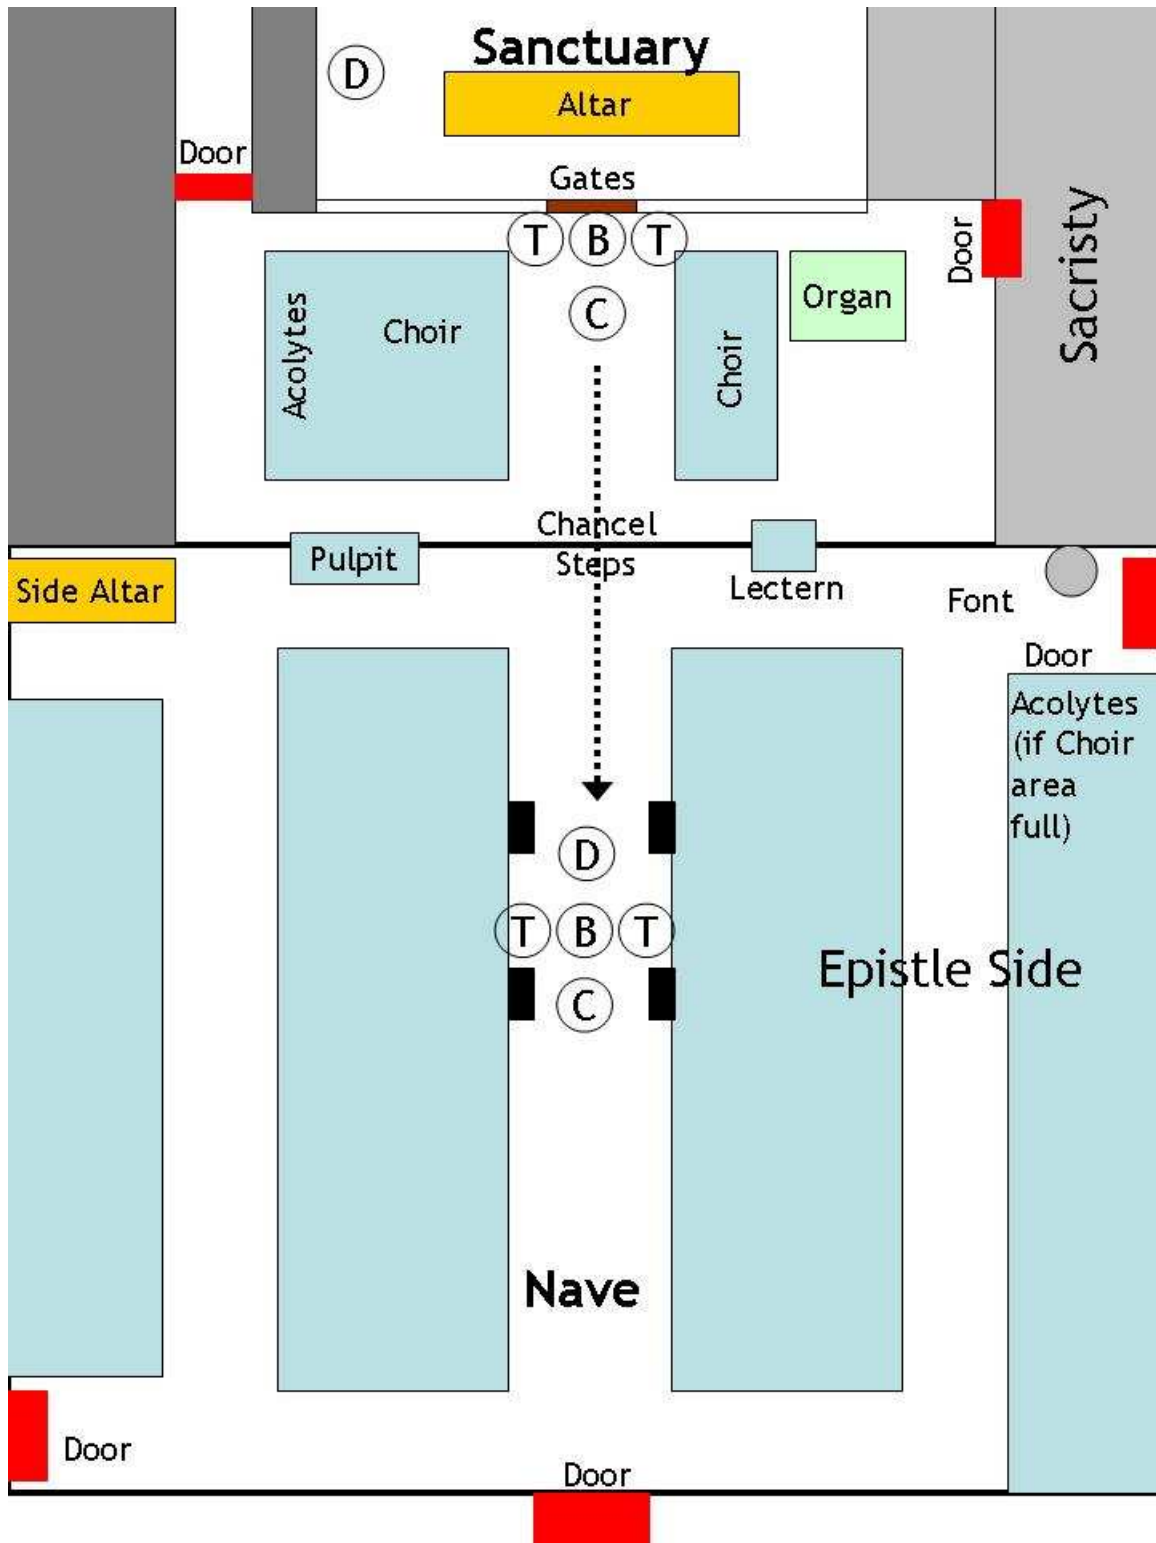 Sanctuary
D
Altar
Door
Gates
T B T
Door
Sacristy
C
Organ
Acolytes
Choir
Choir
Chancel
Steps
Pulpit
Lectern
Side Altar
Font
Door
Acolytes
(if Choir
area
full)
D
T B T
Epistle Side
C
Nave
Door
Door